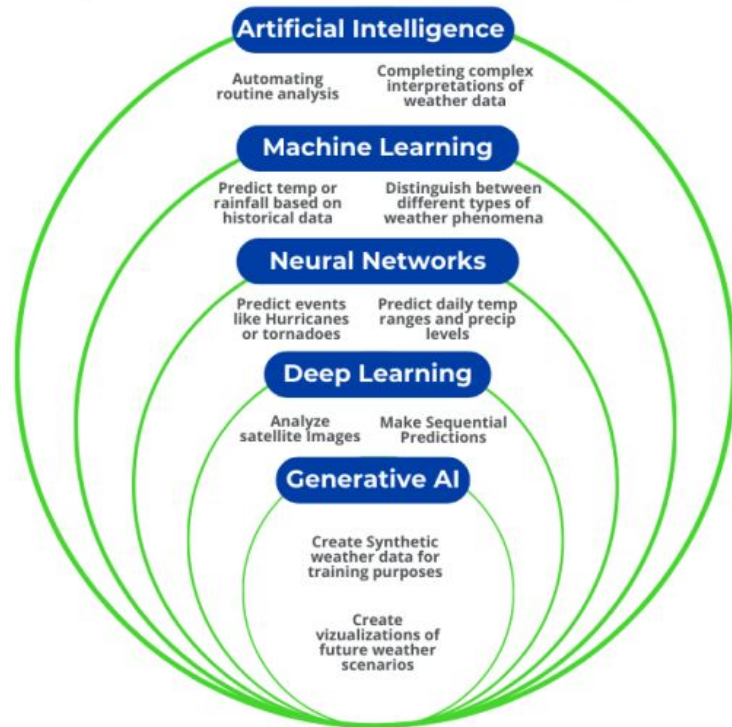 Artificial Intelligence
Automating
routine analysis
Completing complex
interpretations of
weather data
Machine Learning
Predict temp or
rainfall based on
historical data
Distinguish between
different types of
weather phenomena
Neural Networks
Predict events
like Hurricanes
or tornadoes
Predict daily temp
ranges and precip
levels
Deep Learning
Analyze
satellite Images
Make Sequential
Predictions
Generative AI
Create Synthetic
weather data for
training purposes
Create
vizualizations of
future weather
scenarios